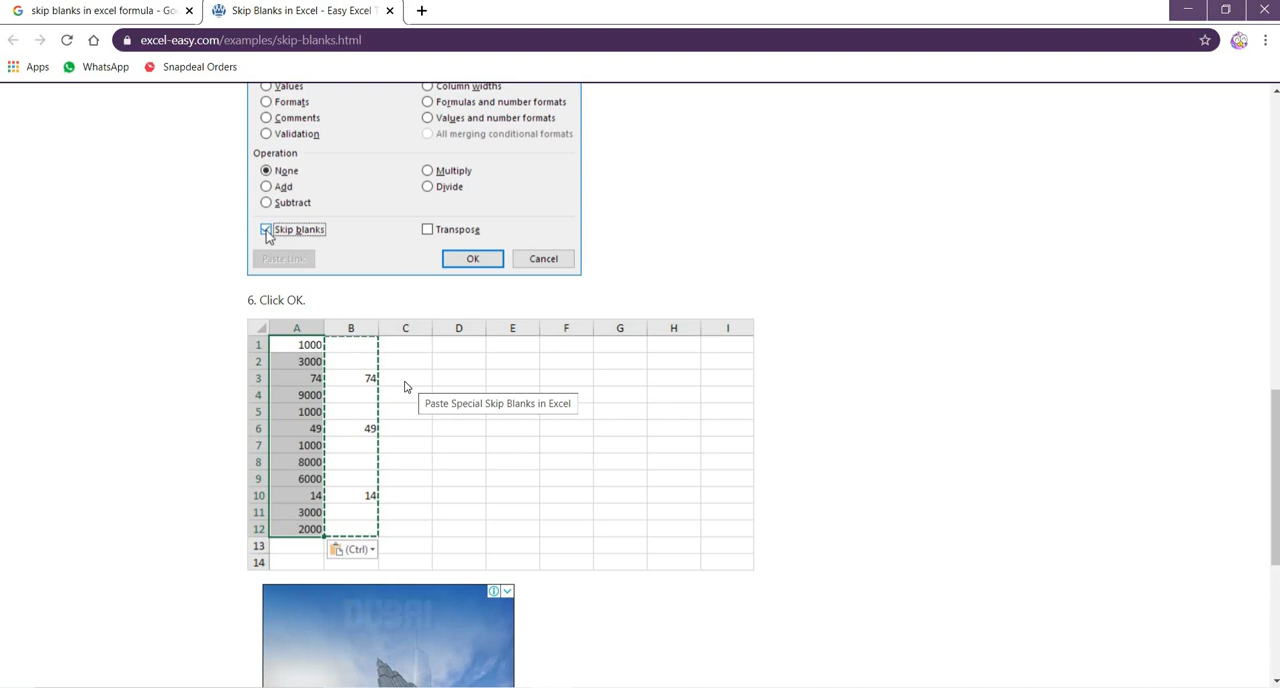 skip blanks in excel formula - Go
Skip Blanks in Excel - Easy Excel T
excel-easy.com/examples/skip-blanks.html
Apps WhatsApp Snapdeal Orders
Values Column widths
Formats Formulas and number formats
Comments Values and number formats
Validation All merging conditional formats
Operation
None Multiply
Add Divide
Subtract
Skip blanks Transpose
Paste Link OK Cancel
6. Click OK.
A B C D E F G H I
1 1000
2 3000
3 74 74
4 9000
Paste Special Skip Blanks in Excel
5 1000
6 49 49
7 1000
8 8000
9 6000
10 14 14
11 3000
12 2000
13 (Ctrl)
14
DUBAI